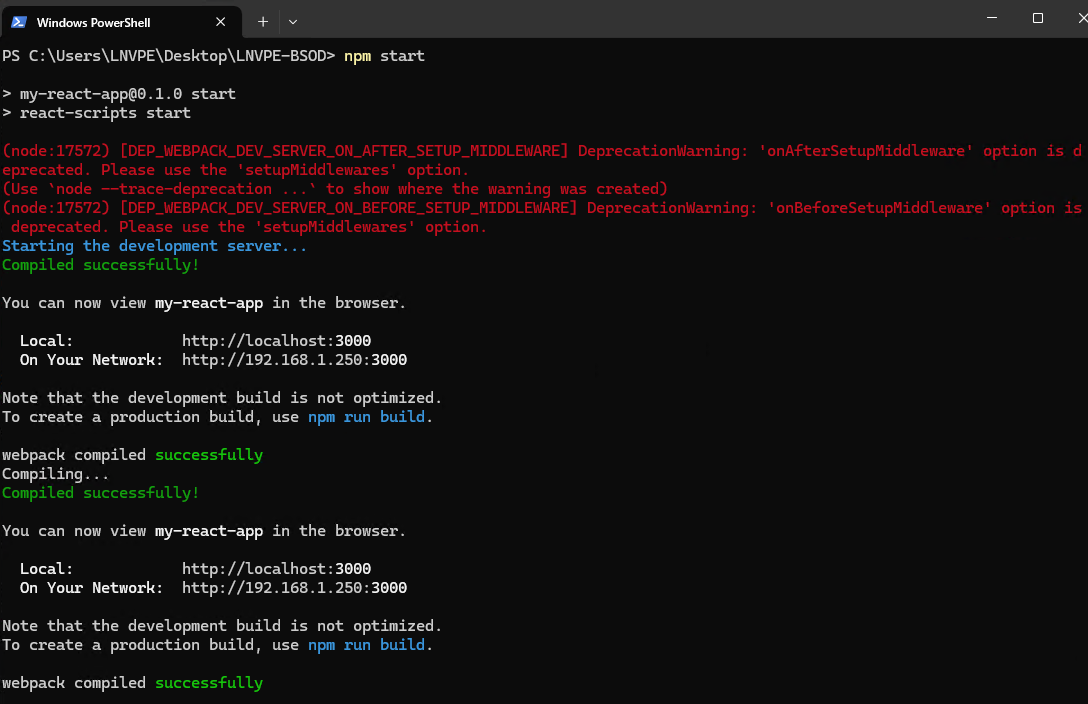 Windows PowerShell
PS C:\Users\LNVPE\Desktop\LNVPE-BSOD> npm start
> my-react-app@0.1.0 start
> react-scripts start
(node:17572) [DEP_WEBPACK_DEV_SERVER_ON_AFTER_SETUP_MIDDLEWARE] DeprecationWarning: 'onAfterSetupMiddleware' option is d
eprecated. Please use the 'setupMiddlewares' option.
(Use `node --trace-deprecation ...` to show where the warning was created)
(node:17572) [DEP_WEBPACK_DEV_SERVER_ON_BEFORE_SETUP_MIDDLEWARE] DeprecationWarning: 'onBeforeSetupMiddleware' option is
 deprecated. Please use the 'setupMiddlewares' option.
Starting the development server...
Compiled successfully!
You can now view my-react-app in the browser.
  Local:            http://localhost:3000
  On Your Network:  http://192.168.1.250:3000
Note that the development build is not optimized.
To create a production build, use npm run build.
webpack compiled successfully
Compiling...
Compiled successfully!
You can now view my-react-app in the browser.
  Local:            http://localhost:3000
  On Your Network:  http://192.168.1.250:3000
Note that the development build is not optimized.
To create a production build, use npm run build.
webpack compiled successfully